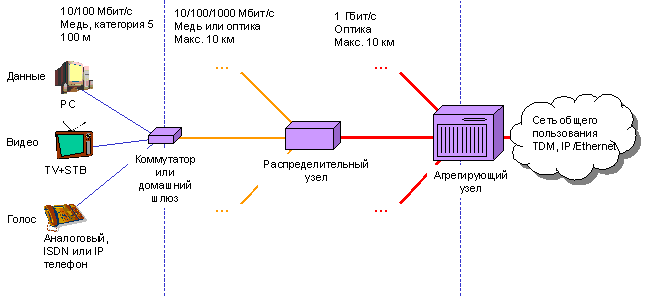 10/100 Мбит/с
Медь, категория 5
100 м
10/100/1000 Мбит/с
Медь или оптика
Макс. 10 км
1 Гбит/с
Оптика
Макс. 10 км
...
...
Данные
PC
Видео
TV+STB
Коммутатор
или
домашний
шлюз
Распределительный
узел
Агрегирующий
узел
Сеть общего
пользования
TDM, IP/Ethernet
Голос
Аналоговый,
ISDN или IP
телефон
...
...